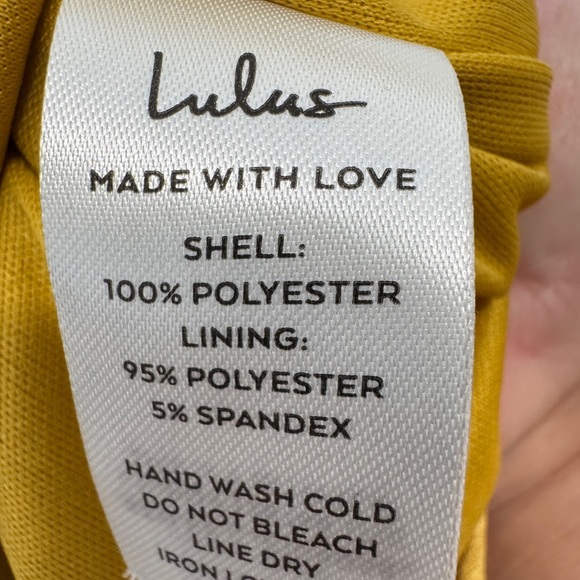 Lulus
MADE WITH LOVE
SHELL:
100% POLYESTER
LINING:
95% POLYESTER
5% SPANDEX
HAND WASH COLD
DO NOT BLEACH
LINE DRY
IRON